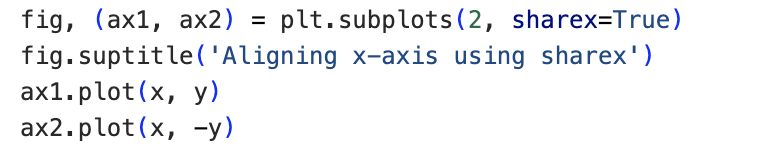 fig, (ax1, ax2) = plt.subplots(2, sharex=True)
fig.suptitle('Aligning x-axis using sharex')
ax1.plot(x, y)
ax2.plot(x, -y)